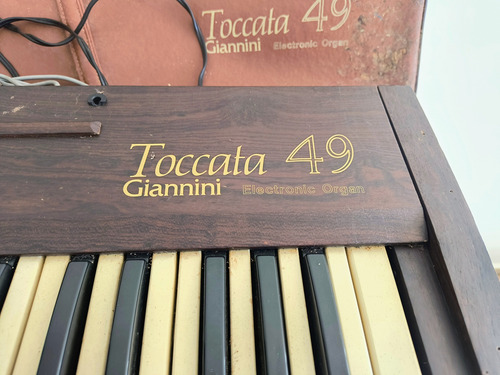 Toccata 49
Giannini Electronic Organ
Toccata 49
Giannini Electronic Organ